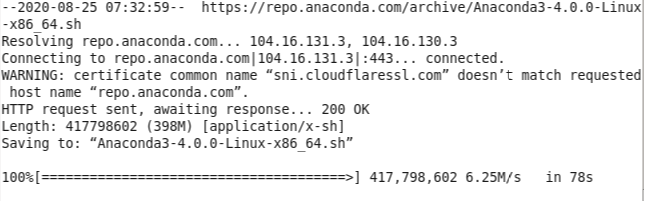 --2020-08-25 07:32:59--  https://repo.anaconda.com/archive/Anaconda3-4.0.0-Linux
-x86_64.sh
Resolving repo.anaconda.com... 104.16.131.3, 104.16.130.3
Connecting to repo.anaconda.com|104.16.131.3|:443... connected.
WARNING: certificate common name “sni.cloudflaressl.com” doesn’t match requested
 host name “repo.anaconda.com”.
HTTP request sent, awaiting response... 200 OK
Length: 417798602 (398M) [application/x-sh]
Saving to: “Anaconda3-4.0.0-Linux-x86_64.sh”
100%[======================================>] 417,798,602 6.25M/s   in 78s